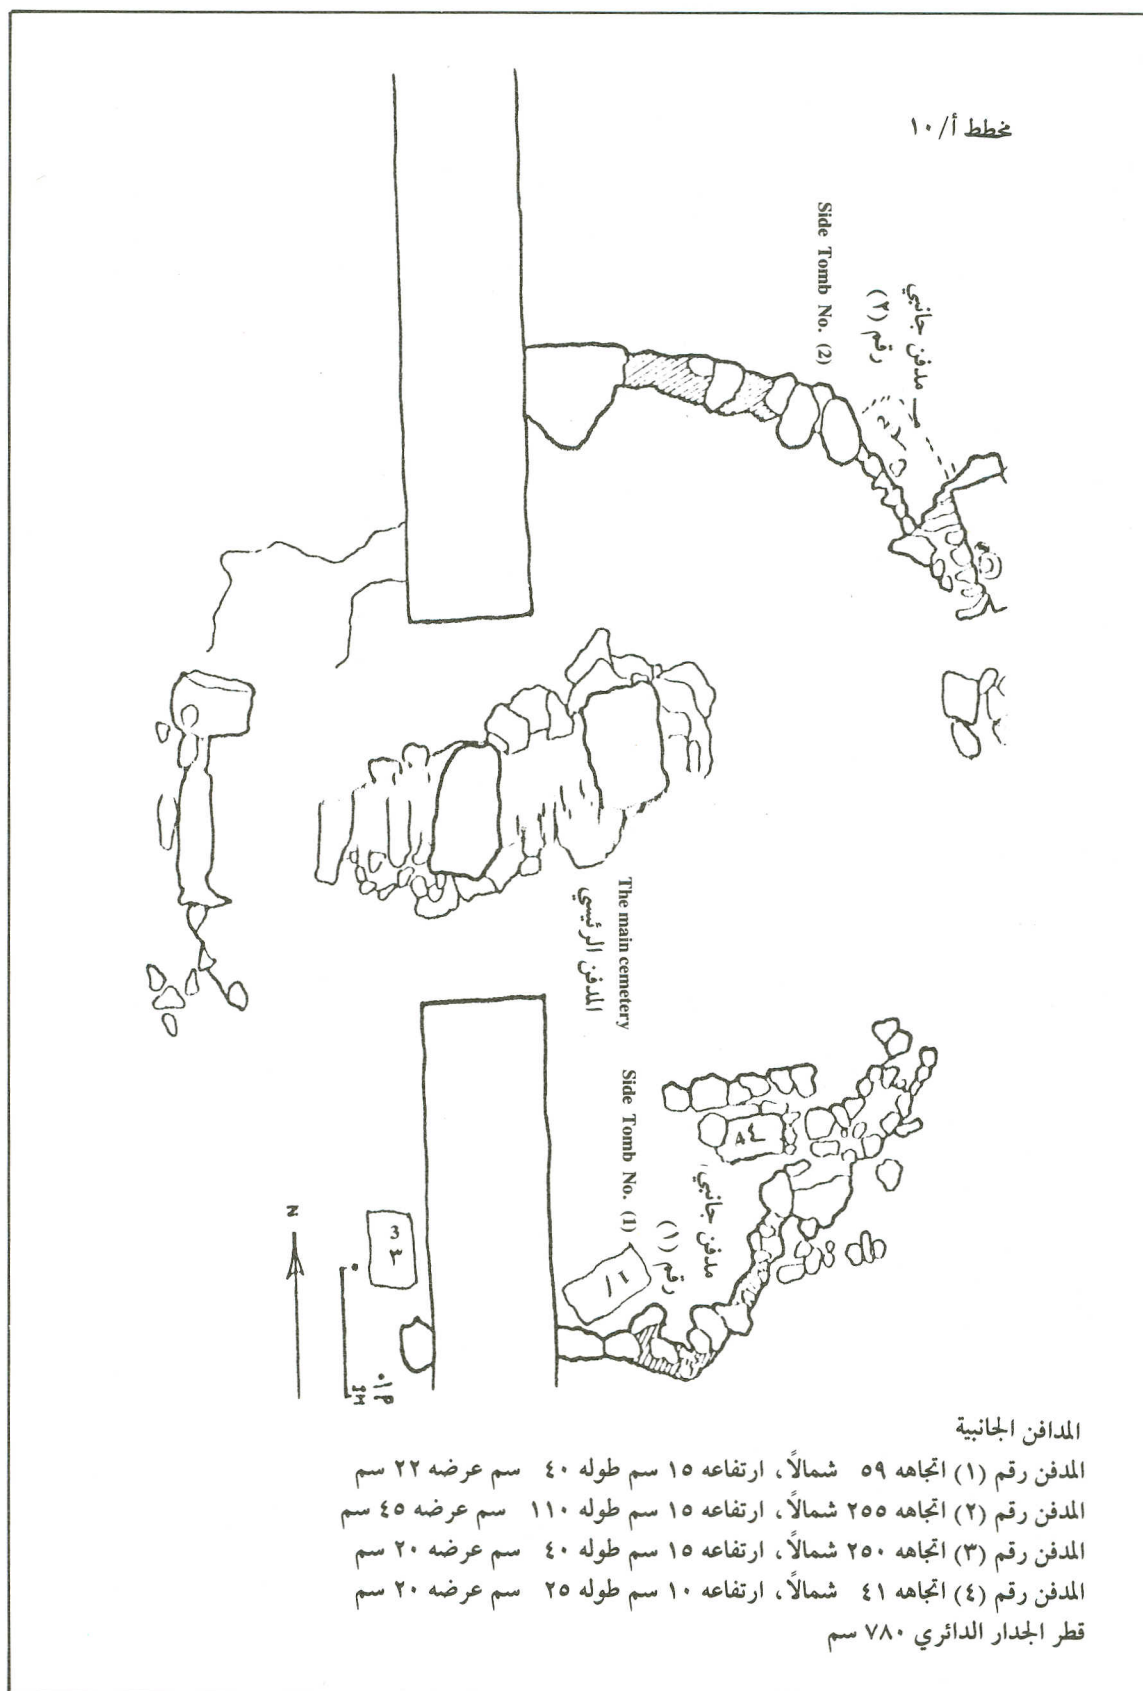 مخطط أ/١٠
Side Tomb No. (2)
مدفن جانبي
رقم (٢)
The main cemetery
المدفن الرئيسي
Side Tomb No. (1)
مدفن جانبي
رقم (١)
N
المدافن الجانبية
المدفن رقم (١) اتجاهه ٥٩ شمالاً، ارتفاعه ١٥ سم طوله ٤٠ سم عرضه ٢٢ سم
المدفن رقم (٢) اتجاهه ٢٥٥ شمالاً، ارتفاعه ١٥ سم طوله ١١٠ سم عرضه ٤٥ سم
المدفن رقم (٣) اتجاهه ٢٥٠ شمالاً، ارتفاعه ١٥ سم طوله ٤٠ سم عرضه ٢٠ سم
المدفن رقم (٤) اتجاهه ٤١ شمالاً، ارتفاعه ١٠ سم طوله ٢٥ سم عرضه ٢٠ سم
قطر الجدار الدائري ٧٨٠ سم